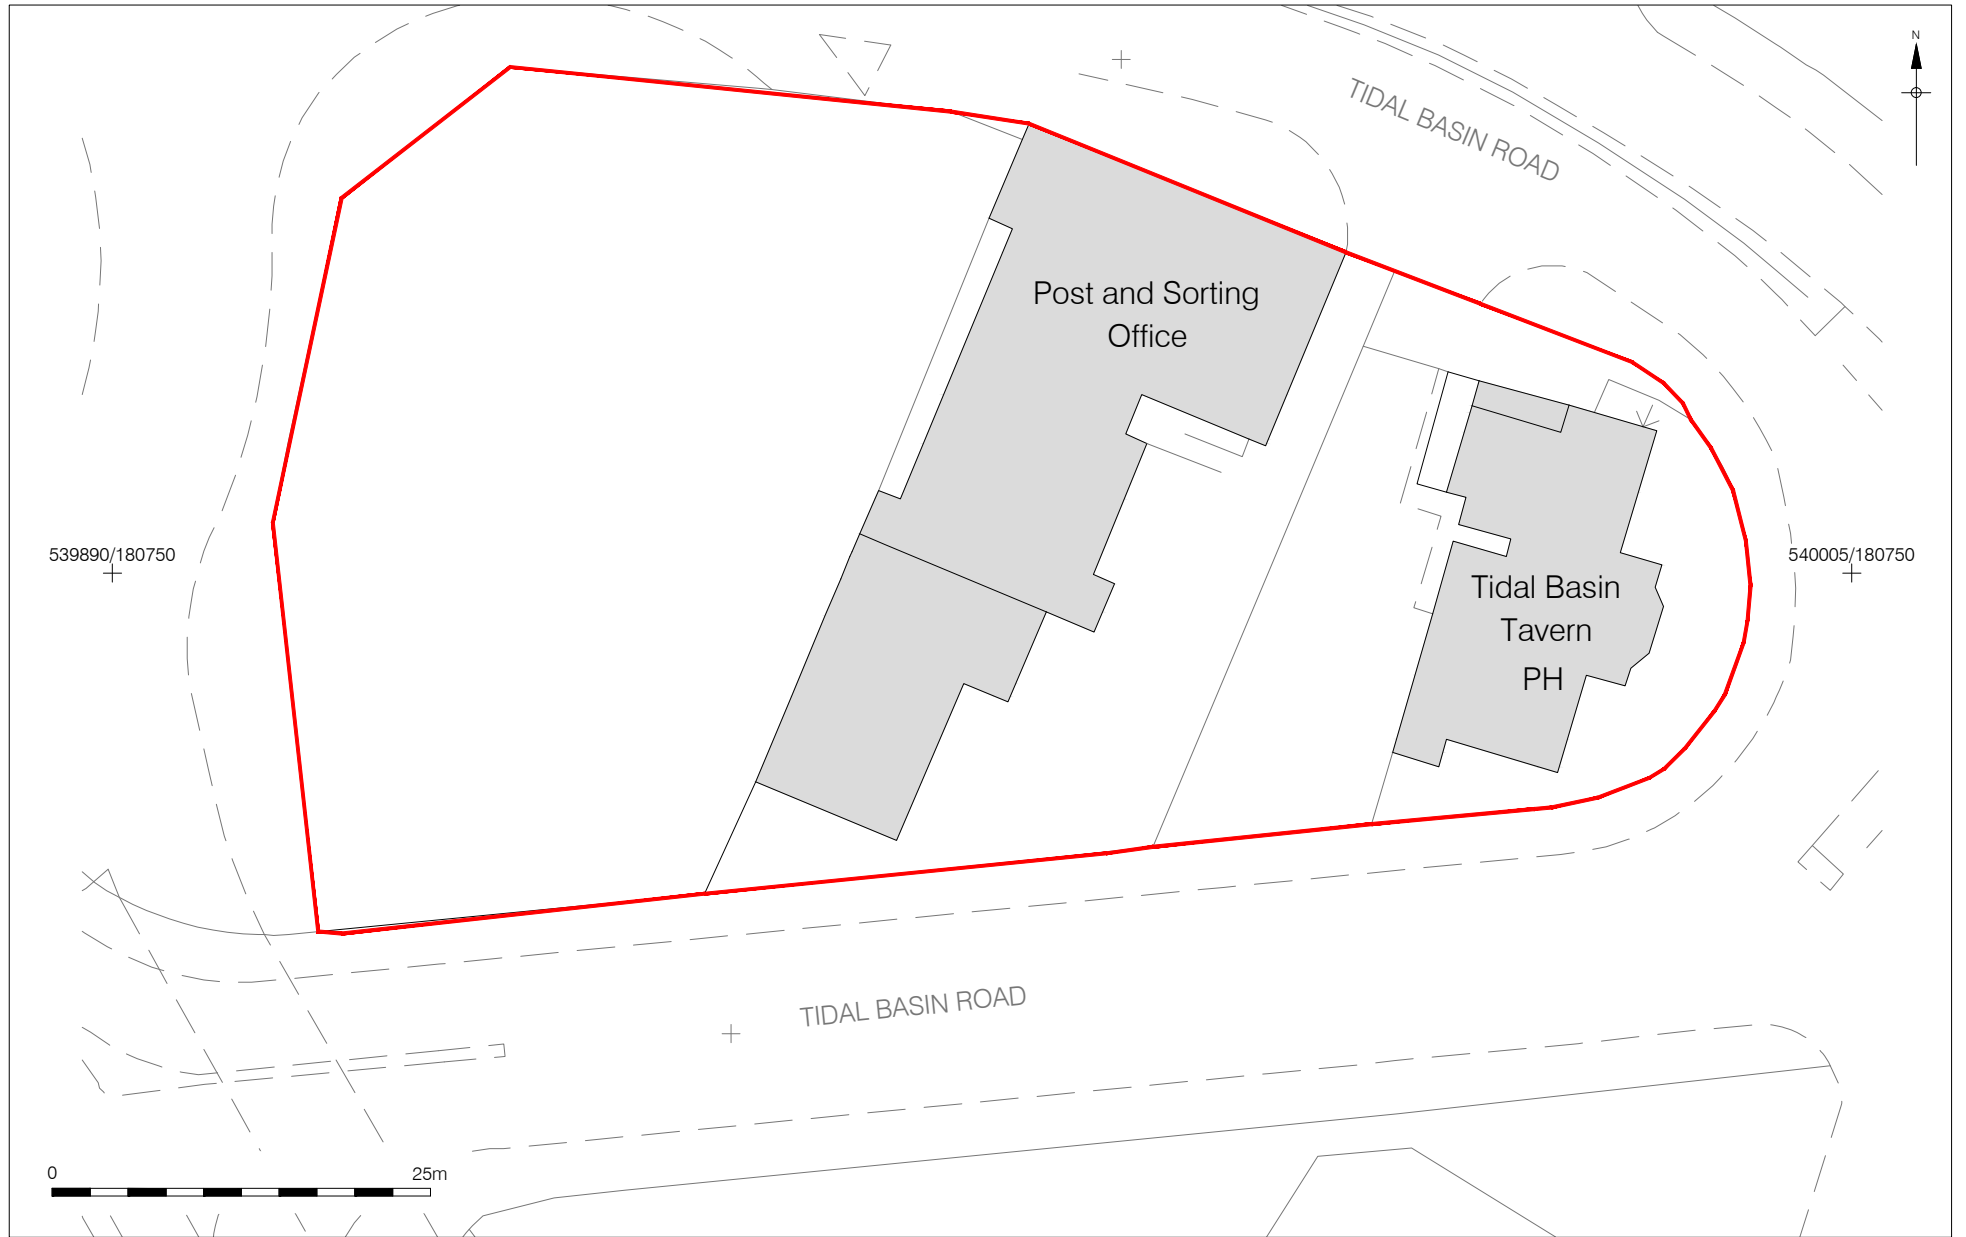 N
TIDAL BASIN ROAD
Post and Sorting
Office
539890/180750
540005/180750
Tidal Basin
Tavern
PH
TIDAL BASIN ROAD
0
25m